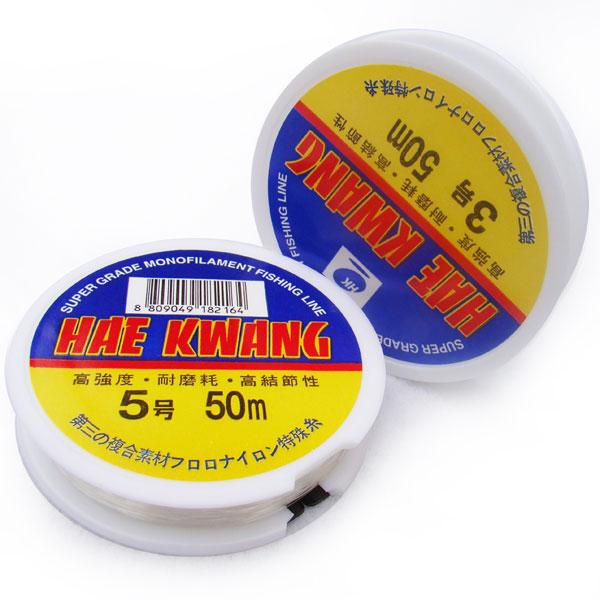 SUPER GRADE MONOFILAMENT FISHING LINE
8 809049 182164
HAE KWANG
高強度・耐磨耗・高結節性
5号 50m
第三の複合素材フロロナイロン特殊糸
FISHING LINE
HK
SUPER GRADE
HAE KWANG
高強度・耐磨耗・高結節性
3号 50m
第三の複合素材フロロナイロン特殊糸